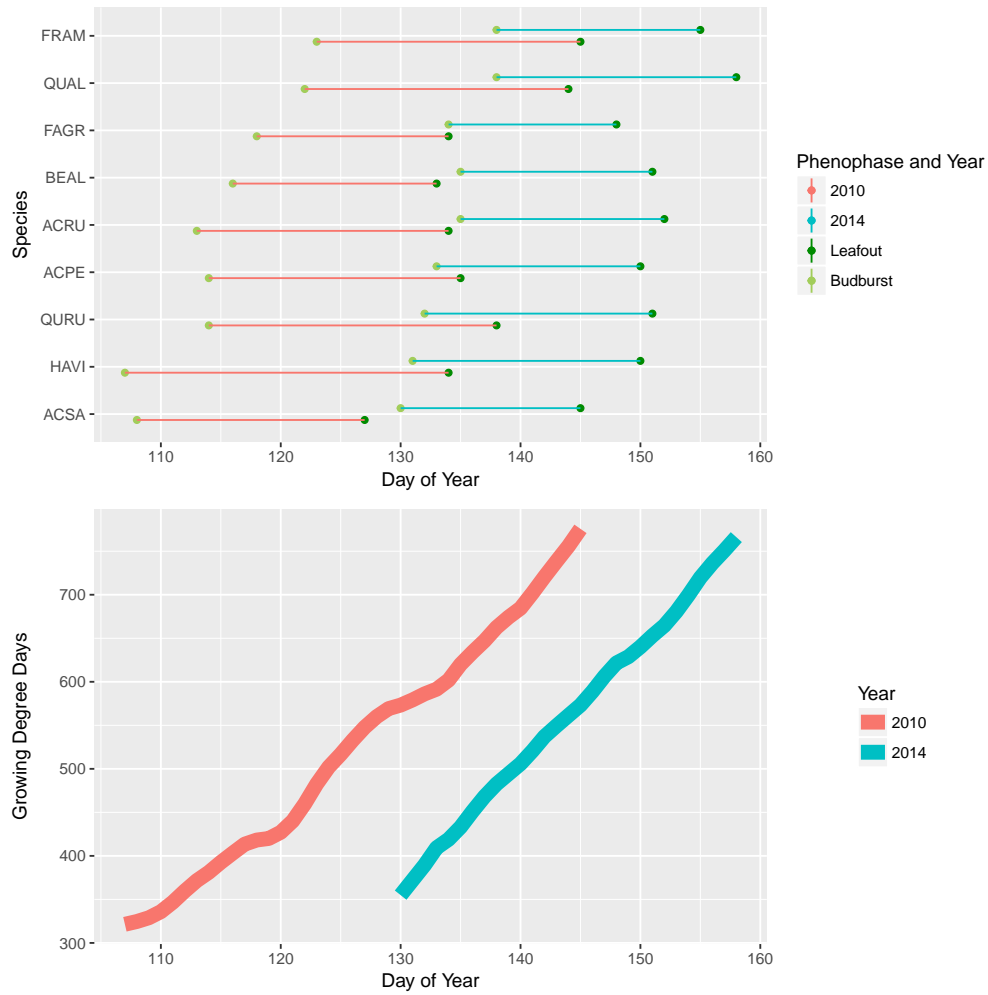 FRAM
QUAL
FAGR
BEAL
ACRU
ACPE
QURU
HAVI
ACSA
Species
110 120 130 140 150 160
Day of Year
Phenophase and Year
2010
2014
Leafout
Budburst
700
600
500
400
300
Growing Degree Days
110 120 130 140 150 160
Day of Year
Year
2010
2014